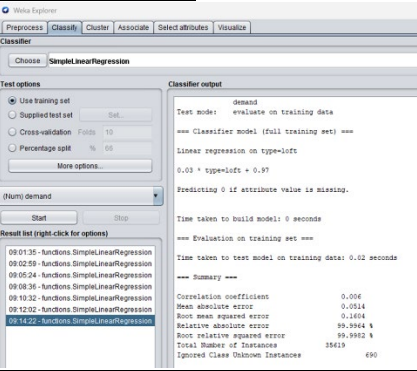 Weka Explorer
Preprocess Classify Cluster Associate Select attributes Visualize
Classifier
Choose SimpleLinearRegression
Test options
Use training set
Supplied test set Set...
Cross-validation Folds 10
Percentage split % 66
More options...
(Num) demand
Start Stop
Result list (right-click for options)
09:01:35 - functions.SimpleLinearRegression
09:02:59 - functions.SimpleLinearRegression
09:05:24 - functions.SimpleLinearRegression
09:08:36 - functions.SimpleLinearRegression
09:10:32 - functions.SimpleLinearRegression
09:12:02 - functions.SimpleLinearRegression
09:14:22 - functions.SimpleLinearRegression
Classifier output
demand
Test mode: evaluate on training data
=== Classifier model (full training set) ===
Linear regression on type=loft
0.03 * type=loft + 0.97
Predicting 0 if attribute value is missing.
Time taken to build model: 0 seconds
=== Evaluation on training set ===
Time taken to test model on training data: 0.02 seconds
=== Summary ===
Correlation coefficient 0.006
Mean absolute error 0.0514
Root mean squared error 0.1604
Relative absolute error 99.9964 %
Root relative squared error 99.9982 %
Total Number of Instances 35619
Ignored Class Unknown Instances 690